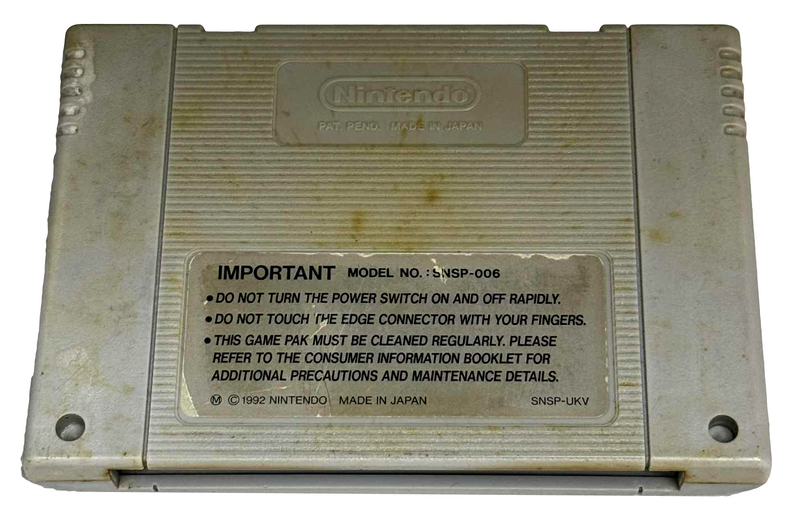 Nintendo
PAT. PEND. MADE IN JAPAN
IMPORTANT MODEL NO. : SNSP-006
● DO NOT TURN THE POWER SWITCH ON AND OFF RAPIDLY.
● DO NOT TOUCH THE EDGE CONNECTOR WITH YOUR FINGERS.
● THIS GAME PAK MUST BE CLEANED REGULARLY. PLEASE
REFER TO THE CONSUMER INFORMATION BOOKLET FOR
ADDITIONAL PRECAUTIONS AND MAINTENANCE DETAILS.
Ⓜ © 1992 NINTENDO MADE IN JAPAN SNSP-UKV